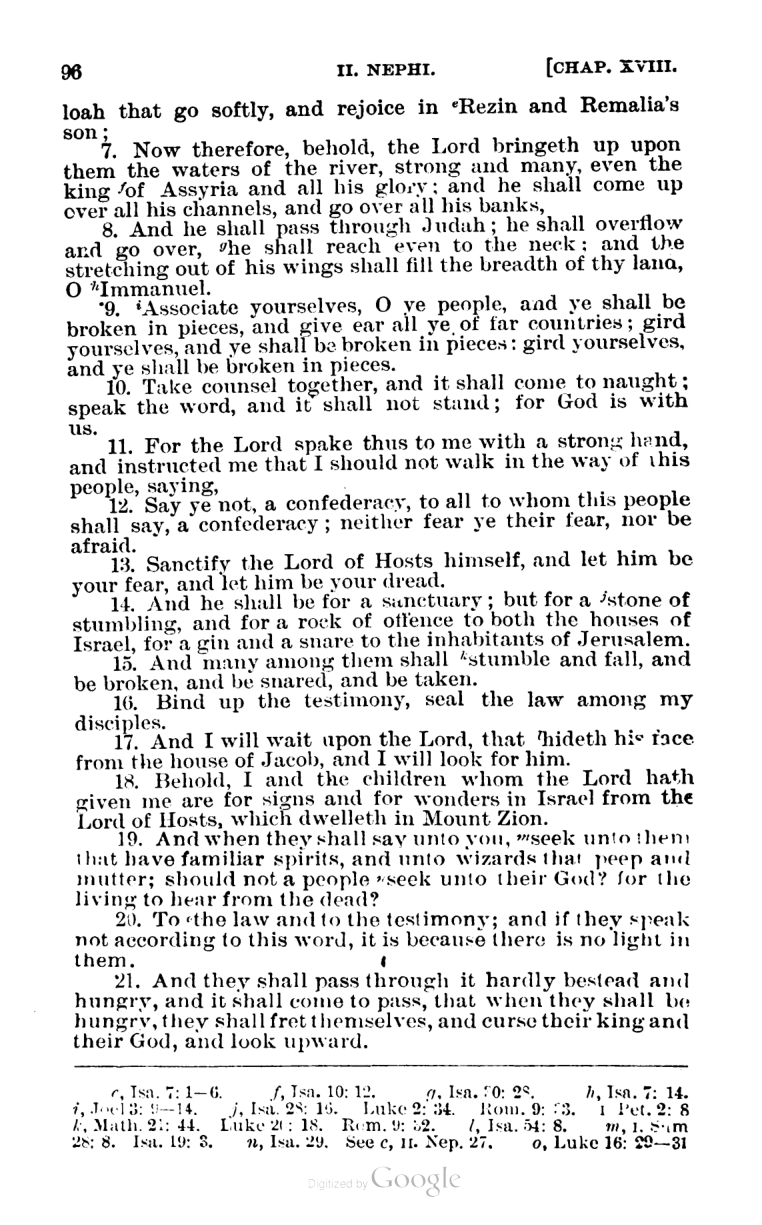 96 II. NEPHI. [CHAP. XVIII.
loah that go softly, and rejoice in ᵉRezin and Remalia's
son;
7. Now therefore, behold, the Lord bringeth up upon
them the waters of the river, strong and many, even the
king ᶠof Assyria and all his glory; and he shall come up
over all his channels, and go over all his banks,
8. And he shall pass through Judah; he shall overflow
and go over, ᵍhe shall reach even to the neck: and the
stretching out of his wings shall fill the breadth of thy land,
O ʰImmanuel.
9. ⁱAssociate yourselves, O ye people, and ye shall be
broken in pieces, and give ear all ye of far countries; gird
yourselves, and ye shall be broken in pieces: gird yourselves,
and ye shall be broken in pieces.
10. Take counsel together, and it shall come to naught;
speak the word, and it shall not stand; for God is with
us.
11. For the Lord spake thus to me with a strong hand,
and instructed me that I should not walk in the way of this
people, saying,
12. Say ye not, a confederacy, to all to whom this people
shall say, a confederacy; neither fear ye their fear, nor be
afraid.
13. Sanctify the Lord of Hosts himself, and let him be
your fear, and let him be your dread.
14. And he shall be for a sanctuary; but for a ʲstone of
stumbling, and for a rock of offence to both the houses of
Israel, for a gin and a snare to the inhabitants of Jerusalem.
15. And many among them shall ᵏstumble and fall, and
be broken, and be snared, and be taken.
16. Bind up the testimony, seal the law among my
disciples.
17. And I will wait upon the Lord, that ˡhideth his face
from the house of Jacob, and I will look for him.
18. Behold, I and the children whom the Lord hath
given me are for signs and for wonders in Israel from the
Lord of Hosts, which dwelleth in Mount Zion.
19. And when they shall say unto you, ᵐseek unto them
that have familiar spirits, and unto wizards that peep and
mutter; should not a people ⁿseek unto their God? for the
living to hear from the dead?
20. To ᵒthe law and to the testimony; and if they speak
not according to this word, it is because there is no light in
them.
21. And they shall pass through it hardly bestead and
hungry, and it shall come to pass, that when they shall be
hungry, they shall fret themselves, and curse their king and
their God, and look upward.
e, Isa. 7: 1—6. f, Isa. 10: 12. g, Isa. 30: 28. h, Isa. 7: 14.
i, Joel 3: 9—14. j, Isa. 28: 16. Luke 2: 34. Rom. 9: 33. 1 Pet. 2: 8
k, Math. 21: 44. Luke 20: 18. Rom. 9: 32. l, Isa. 54: 8. m, 1. Sam
28: 8. Isa. 19: 3. n, Isa. 29. See c, II. Nep. 27. o, Luke 16: 29—31
Digitized by Google